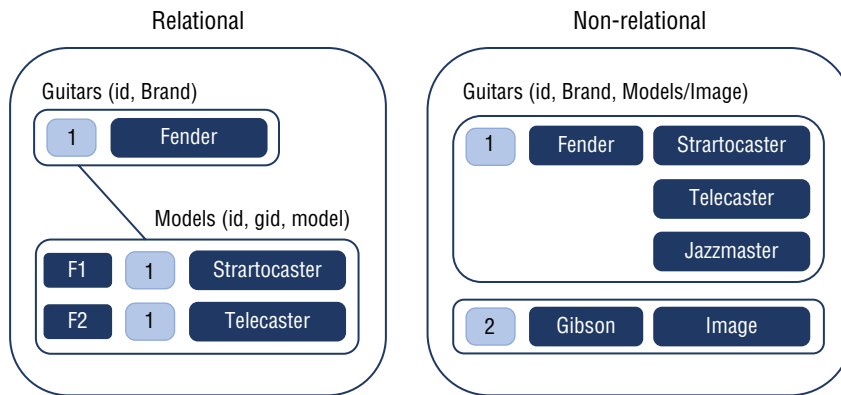 Relational
Guitars (id, Brand)
1 Fender
Models (id, gid, model)
F1 1 Strartocaster
F2 1 Telecaster
Non-relational
Guitars (id, Brand, Models/Image)
1 Fender Strartocaster
Telecaster
Jazzmaster
2 Gibson Image